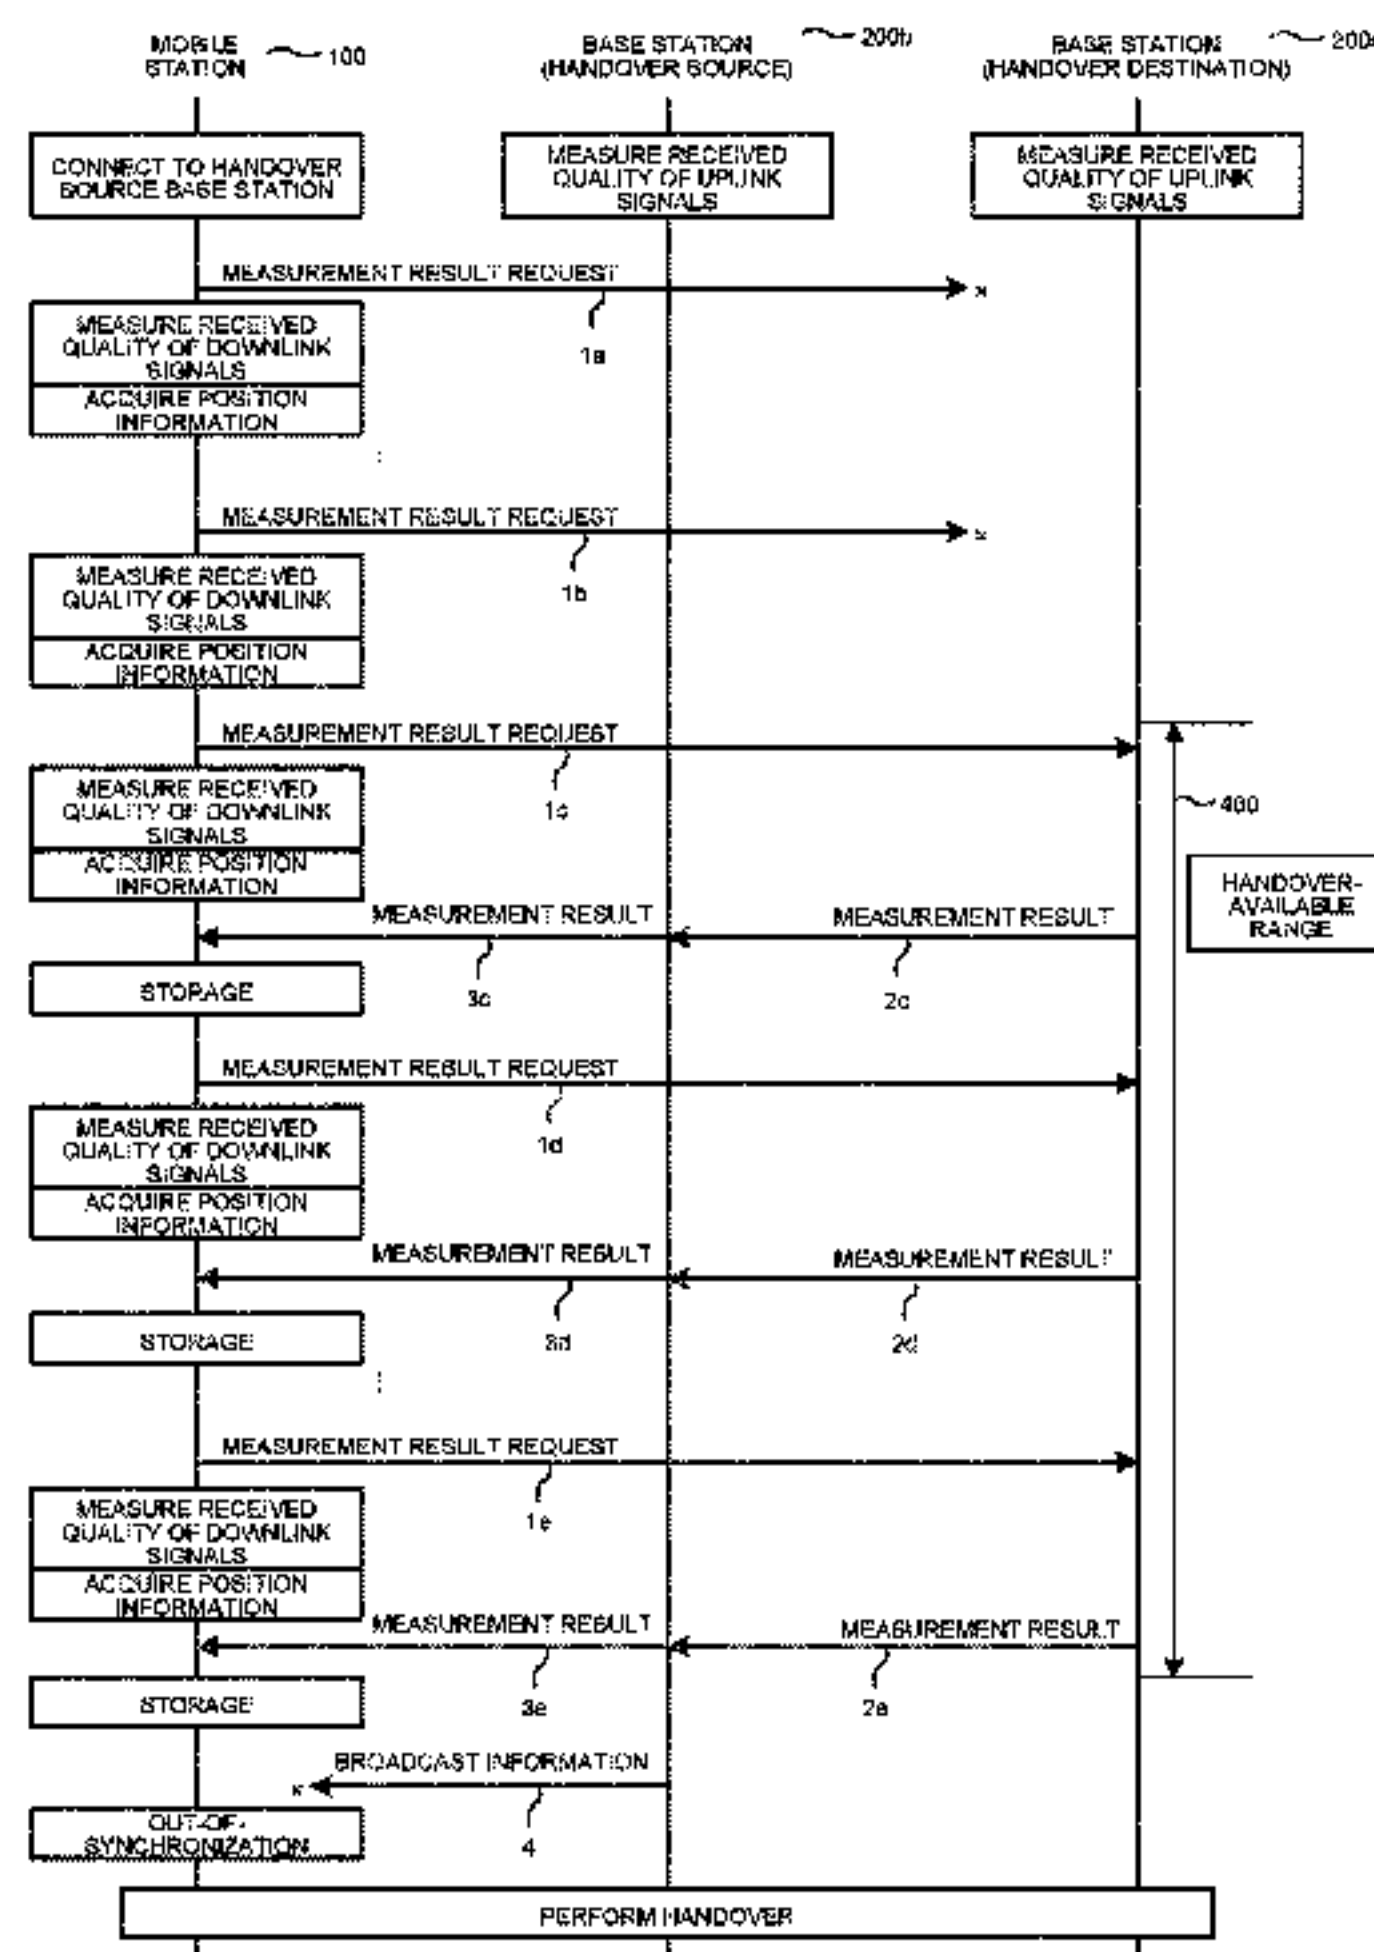 MOBILE
STATION
100
BASE STATION
(HANDOVER SOURCE)
200b
BASE STATION
(HANDOVER DESTINATION)
CONNECT TO HANDOVER
SOURCE BASE STATION
MEASURE RECEIVED
QUALITY OF UPLINK
SIGNALS
MEASURE RECEIVED
QUALITY OF UPLINK
SIGNALS
MEASUREMENT RESULT REQUEST
x
1a
MEASURE RECEIVED
QUALITY OF DOWNLINK
SIGNALS
ACQUIRE POSITION
INFORMATION
MEASUREMENT RESULT REQUEST
x
1b
MEASURE RECEIVED
QUALITY OF DOWNLINK
SIGNALS
ACQUIRE POSITION
INFORMATION
MEASUREMENT RESULT REQUEST
1c
400
MEASURE RECEIVED
QUALITY OF DOWNLINK
SIGNALS
ACQUIRE POSITION
INFORMATION
HANDOVER-
AVAILABLE
RANGE
MEASUREMENT RESULT
MEASUREMENT RESULT
3c
2c
STORAGE
MEASUREMENT RESULT REQUEST
1d
MEASURE RECEIVED
QUALITY OF DOWNLINK
SIGNALS
ACQUIRE POSITION
INFORMATION
MEASUREMENT RESULT
MEASUREMENT RESULT
3d
2d
STORAGE
MEASUREMENT RESULT REQUEST
1e
MEASURE RECEIVED
QUALITY OF DOWNLINK
SIGNALS
ACQUIRE POSITION
INFORMATION
MEASUREMENT RESULT
MEASUREMENT RESULT
3e
2e
STORAGE
BROADCAST INFORMATION
x
4
OUT-OF-
SYNCHRONIZATION
PERFORM HANDOVER